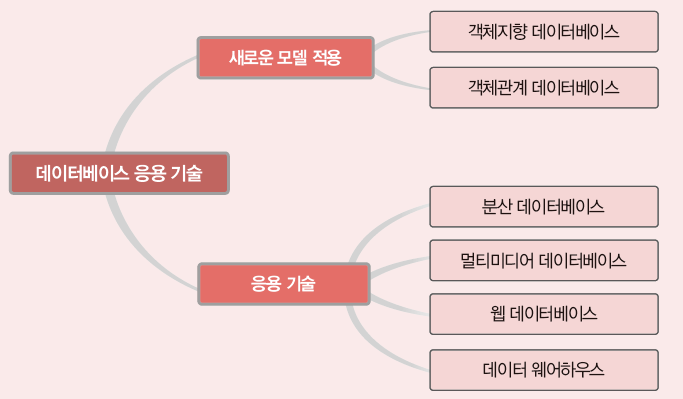 데이터베이스 응용 기술
새로운 모델 적용
객체지향 데이터베이스
객체관계 데이터베이스
응용 기술
분산 데이터베이스
멀티미디어 데이터베이스
웹 데이터베이스
데이터 웨어하우스